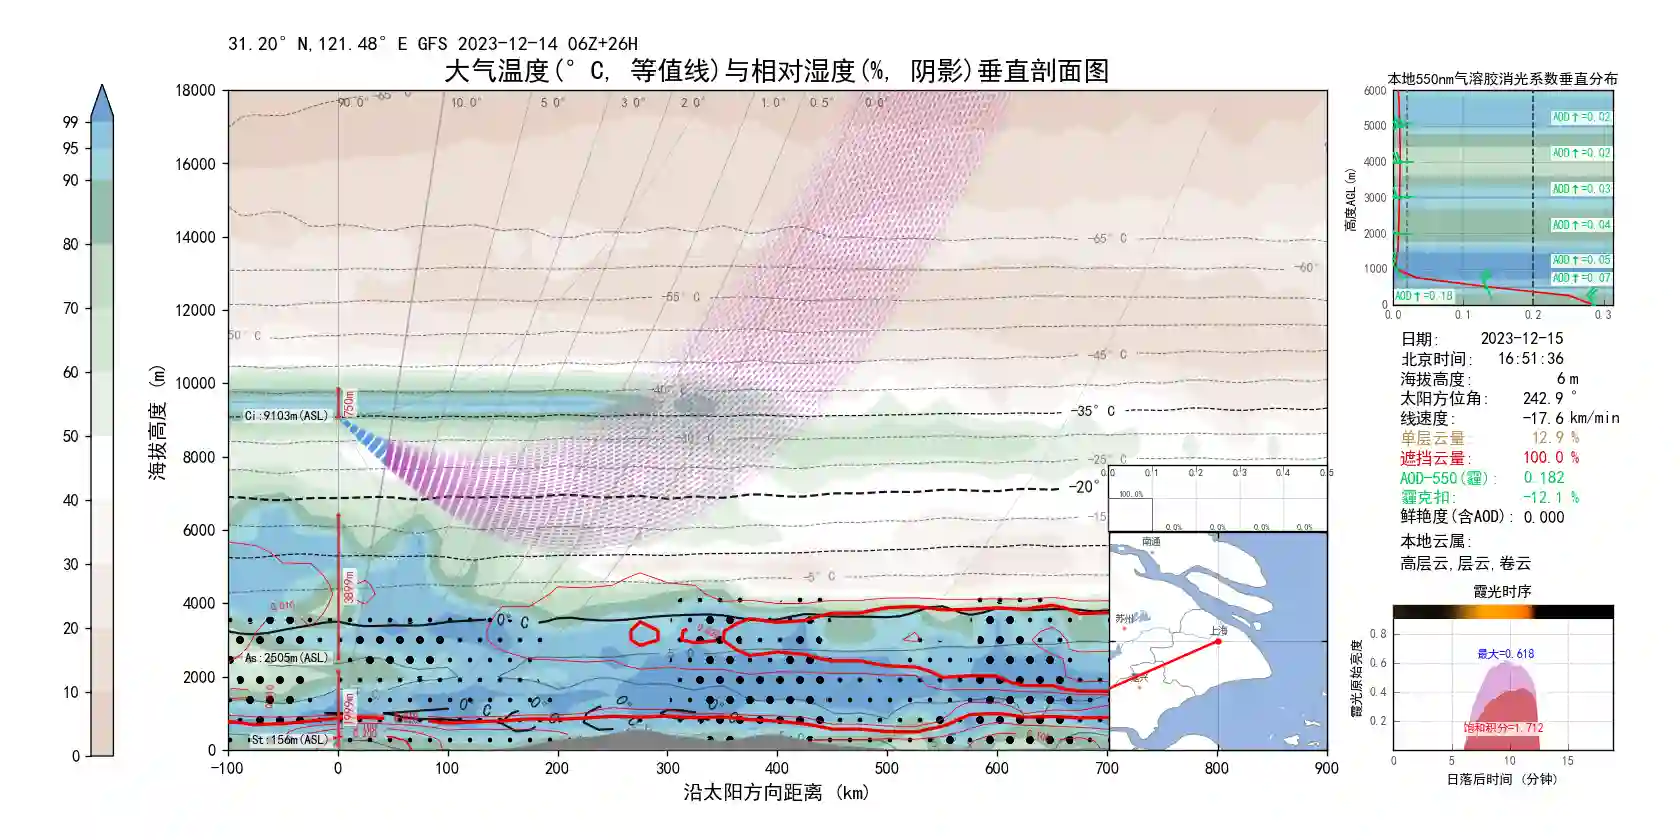 31.20°N,121.48°E GFS 2023-12-14 06Z+26H
大气温度(°C, 等值线)与相对湿度(%, 阴影)垂直剖面图
99
95
90
80
70
60
50
40
30
20
10
0
海拔高度 (m)
18000
16000
14000
12000
10000
8000
6000
4000
2000
0
90.0°
10.0°
5.0°
3.0°
2.0°
1.0°
0.5°
0.0°
-65°C
-65°C
-60°
-55°C
50°C
-45°C
-40°C
-35°C
-30°C
-25°C
-20°
-15
-5°C
0°C
0°C
Ci:9103m(ASL)
750m
3899m
As:2505m(ASL)
1999m
St:156m(ASL)
0.010
-100
0
100
200
300
400
500
600
700
800
900
沿太阳方向距离 (km)
0.0
0.1
0.2
0.3
0.4
0.5
100.0%
0.0%
0.0%
0.0%
0.0%
南通
苏州
上海
嘉兴
本地550nm气溶胶消光系数垂直分布
高度AGL(m)
6000
5000
4000
3000
2000
1000
0
AOD↑=0.02
AOD↑=0.02
AOD↑=0.03
AOD↑=0.04
AOD↑=0.05
AOD↑=0.07
AOD↑=0.18
0.0
0.1
0.2
0.3
日期: 2023-12-15
北京时间: 16:51:36
海拔高度: 6 m
太阳方位角: 242.9 °
线速度: -17.6 km/min
单层云量: 12.9 %
遮挡云量: 100.0 %
AOD-550(霾): 0.182
霾克扣: -12.1 %
鲜艳度(含AOD): 0.000
本地云属:
高层云,层云,卷云
霞光时序
霞光原始亮度
0.8
0.6
0.4
0.2
最大=0.618
饱和积分=1.712
0
5
10
15
日落后时间 (分钟)